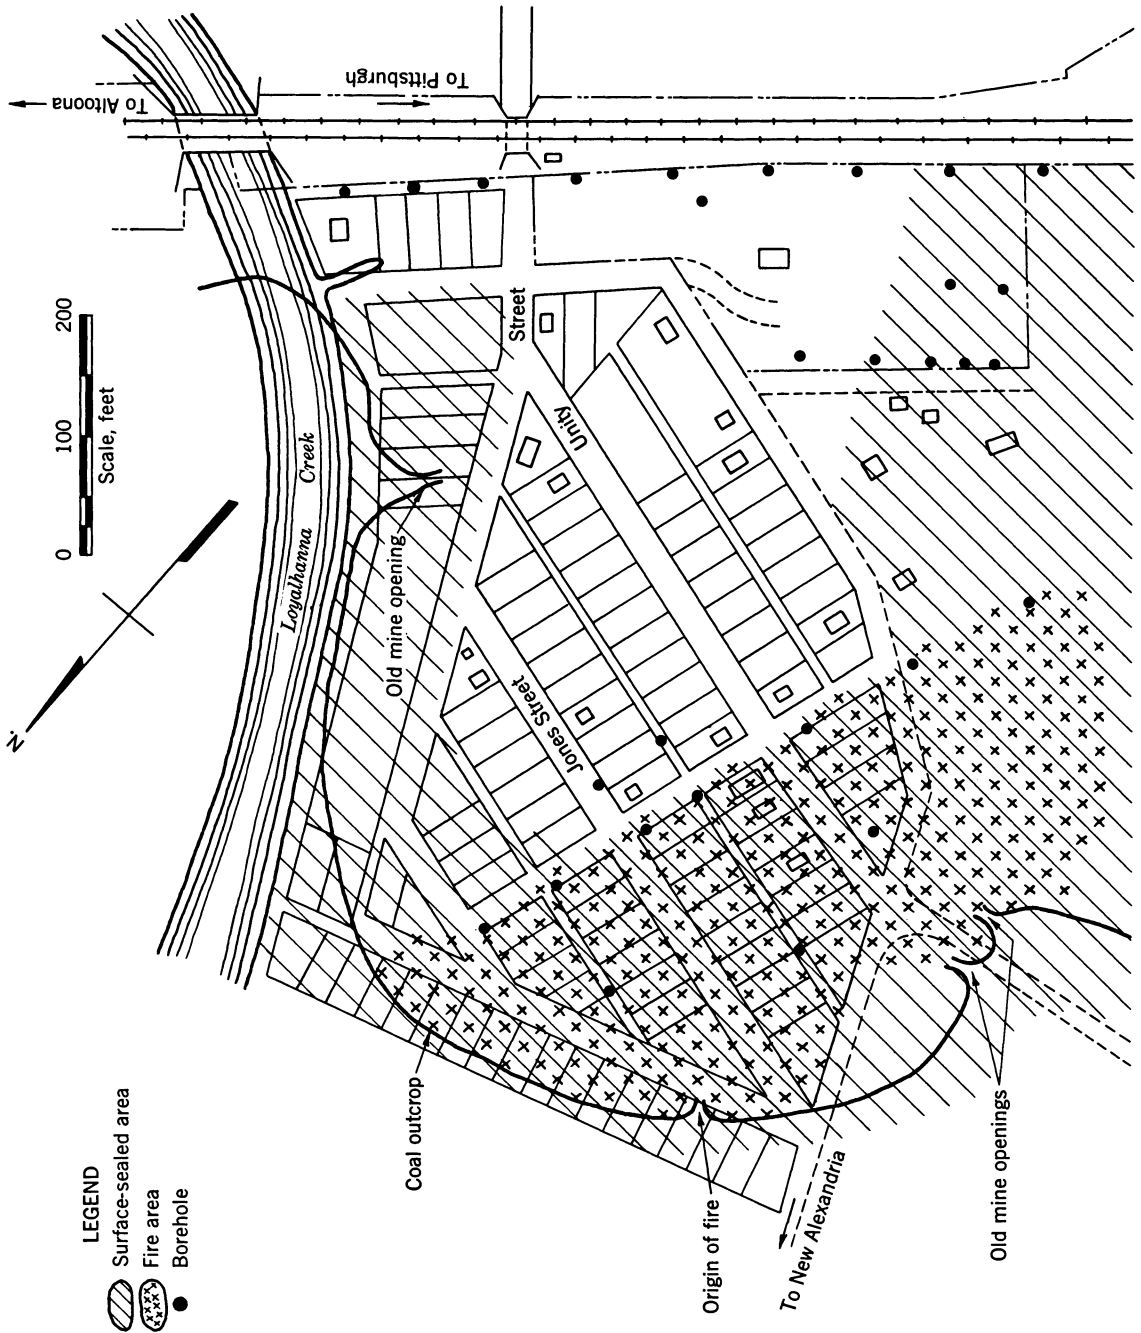 To Altoona
To Pittsburgh
0 100 200
Scale, feet
N.
Loyalhanna Creek
Street
Unity
Old mine opening
Jones Street
LEGEND
Surface-sealed area
Fire area
Borehole
Coal outcrop
Origin of fire
To New Alexandria
Old mine openings